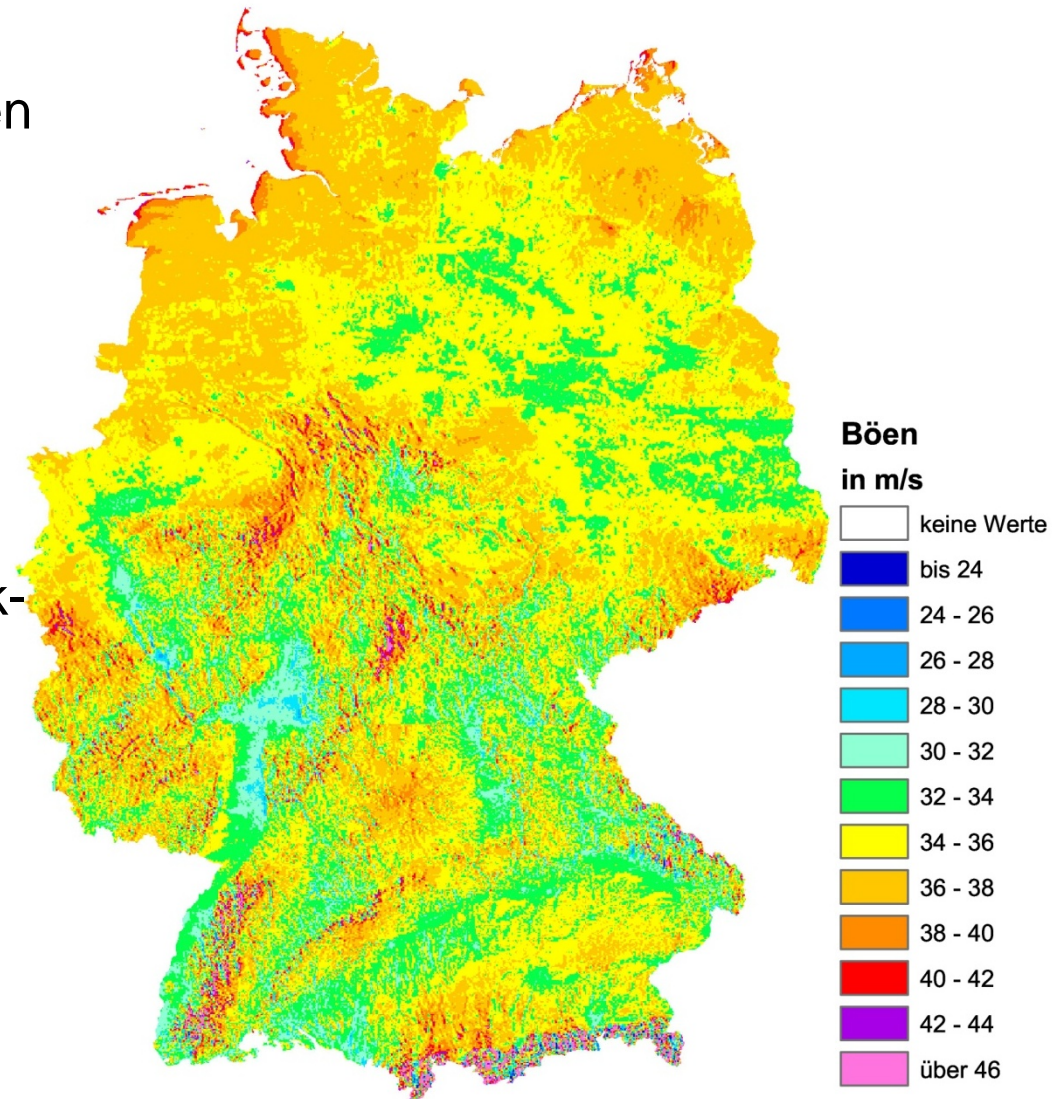 en
k-
Böen
in m/s
keine Werte
bis 24
24 - 26
26 - 28
28 - 30
30 - 32
32 - 34
34 - 36
36 - 38
38 - 40
40 - 42
42 - 44
über 46